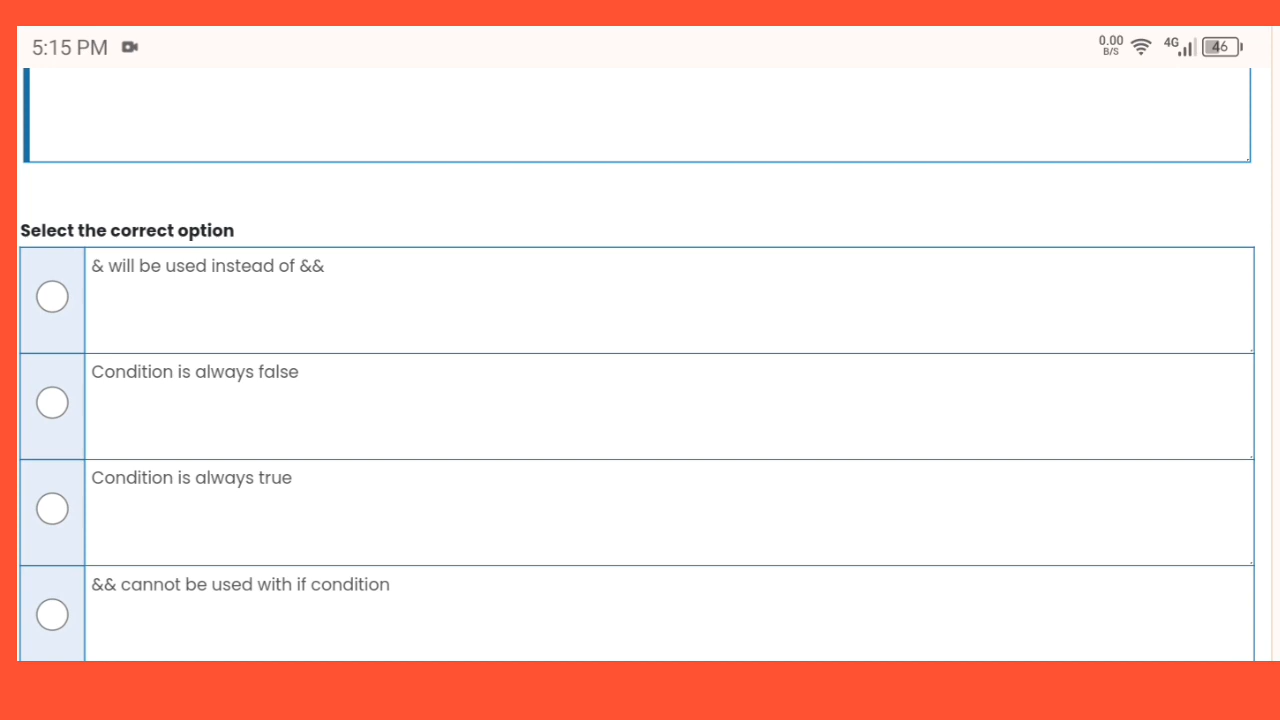 5:15 PM
0.00
B/S
4G
46
Select the correct option
& will be used instead of &&
Condition is always false
Condition is always true
&& cannot be used with if condition